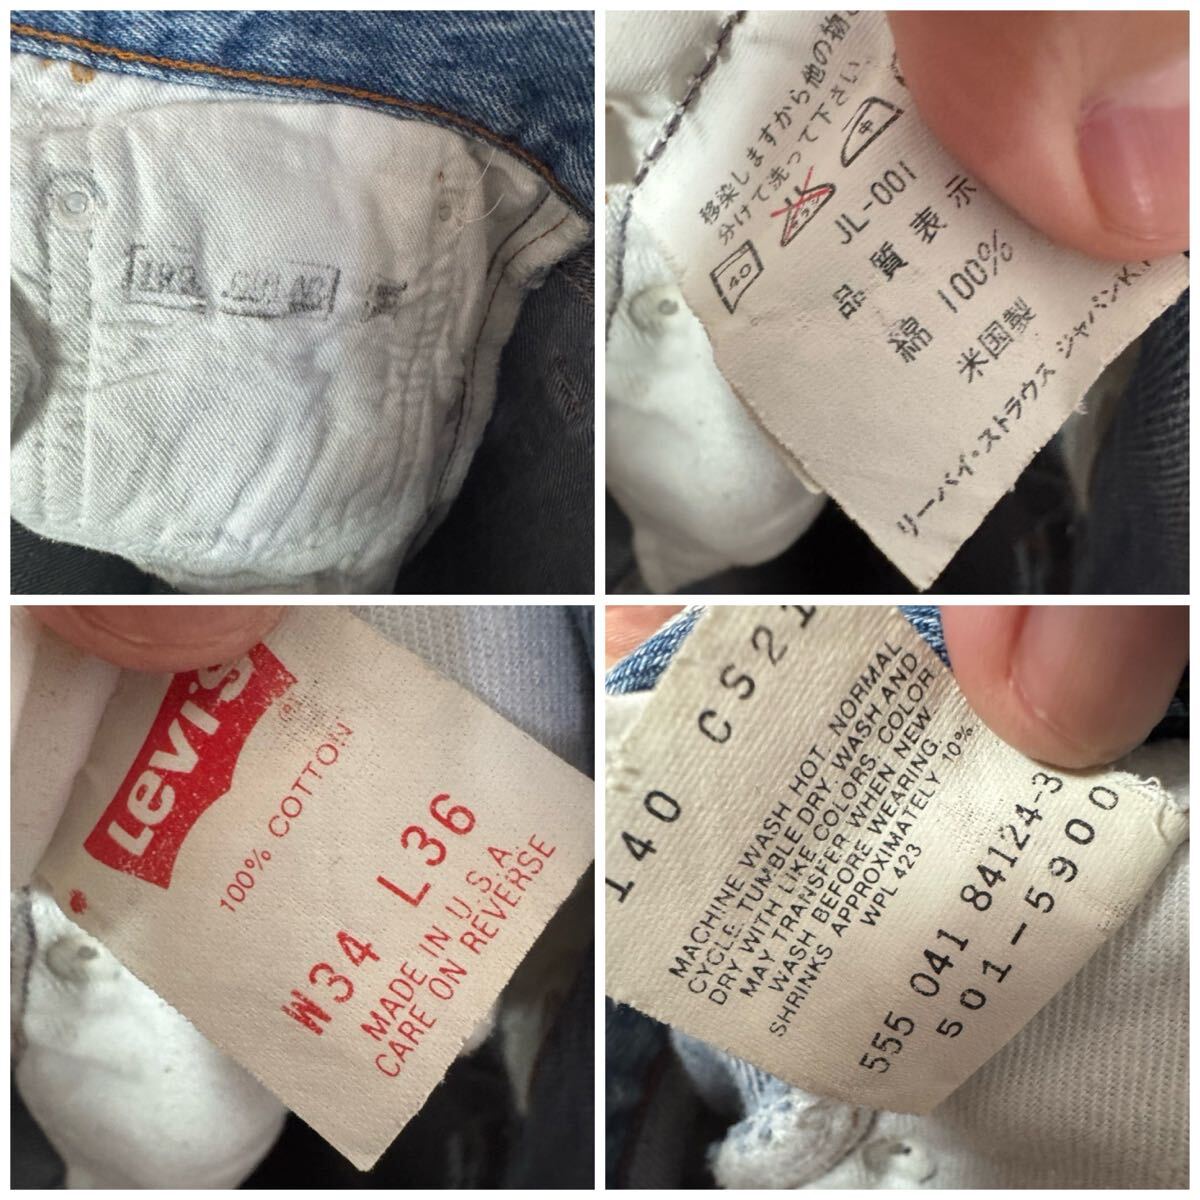 移染しますから他の物と
分けて洗って下さい。
40
中
JL-001
品質表示
綿 100%
米国製
リーバイ・ストラウス ジャパンK.K
Levi's
100% COTTON
W34 L36
MADE IN U.S.A.
CARE ON REVERSE
140 CS21
MACHINE WASH HOT. NORMAL
CYCLE. TUMBLE DRY. WASH AND
DRY WITH LIKE COLORS. COLOR
MAY TRANSFER WHEN NEW.
WASH BEFORE WEARING.
SHRINKS APPROXIMATELY 10%
WPL 423
555 041 84124-3
501-5900